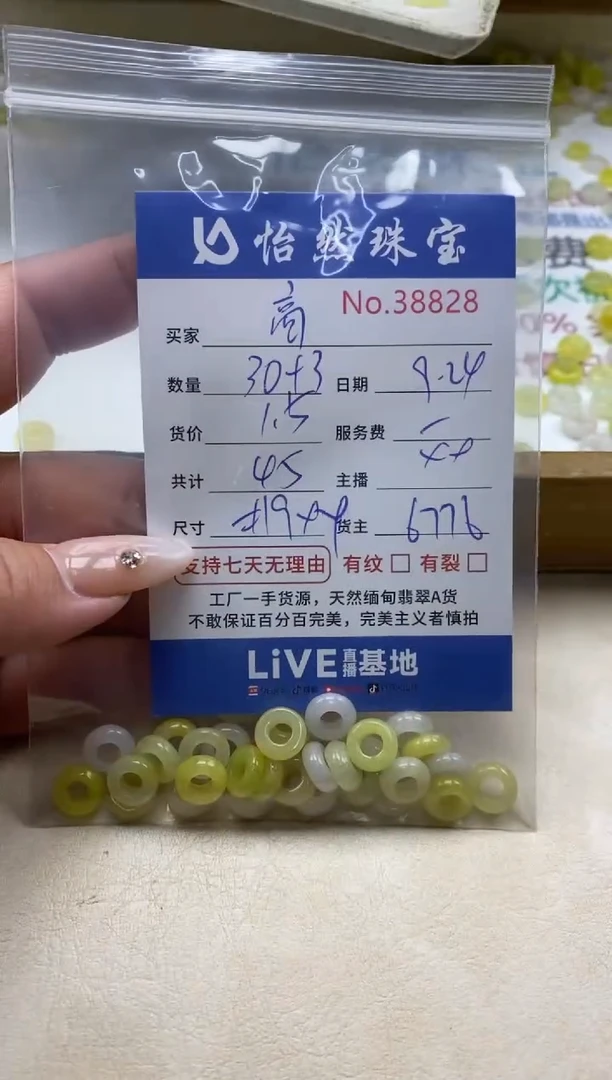 怡然珠宝
No.38828
买家 高
数量 30+3 日期 9.24
货价 1.5 服务费
共计 45 主播
尺寸 货主 6776
支持七天无理由 有纹 □ 有裂 □
工厂一手货源，天然缅甸翡翠A货
不敢保证百分百完美，完美主义者慎拍
LiVE直播基地
费
0%